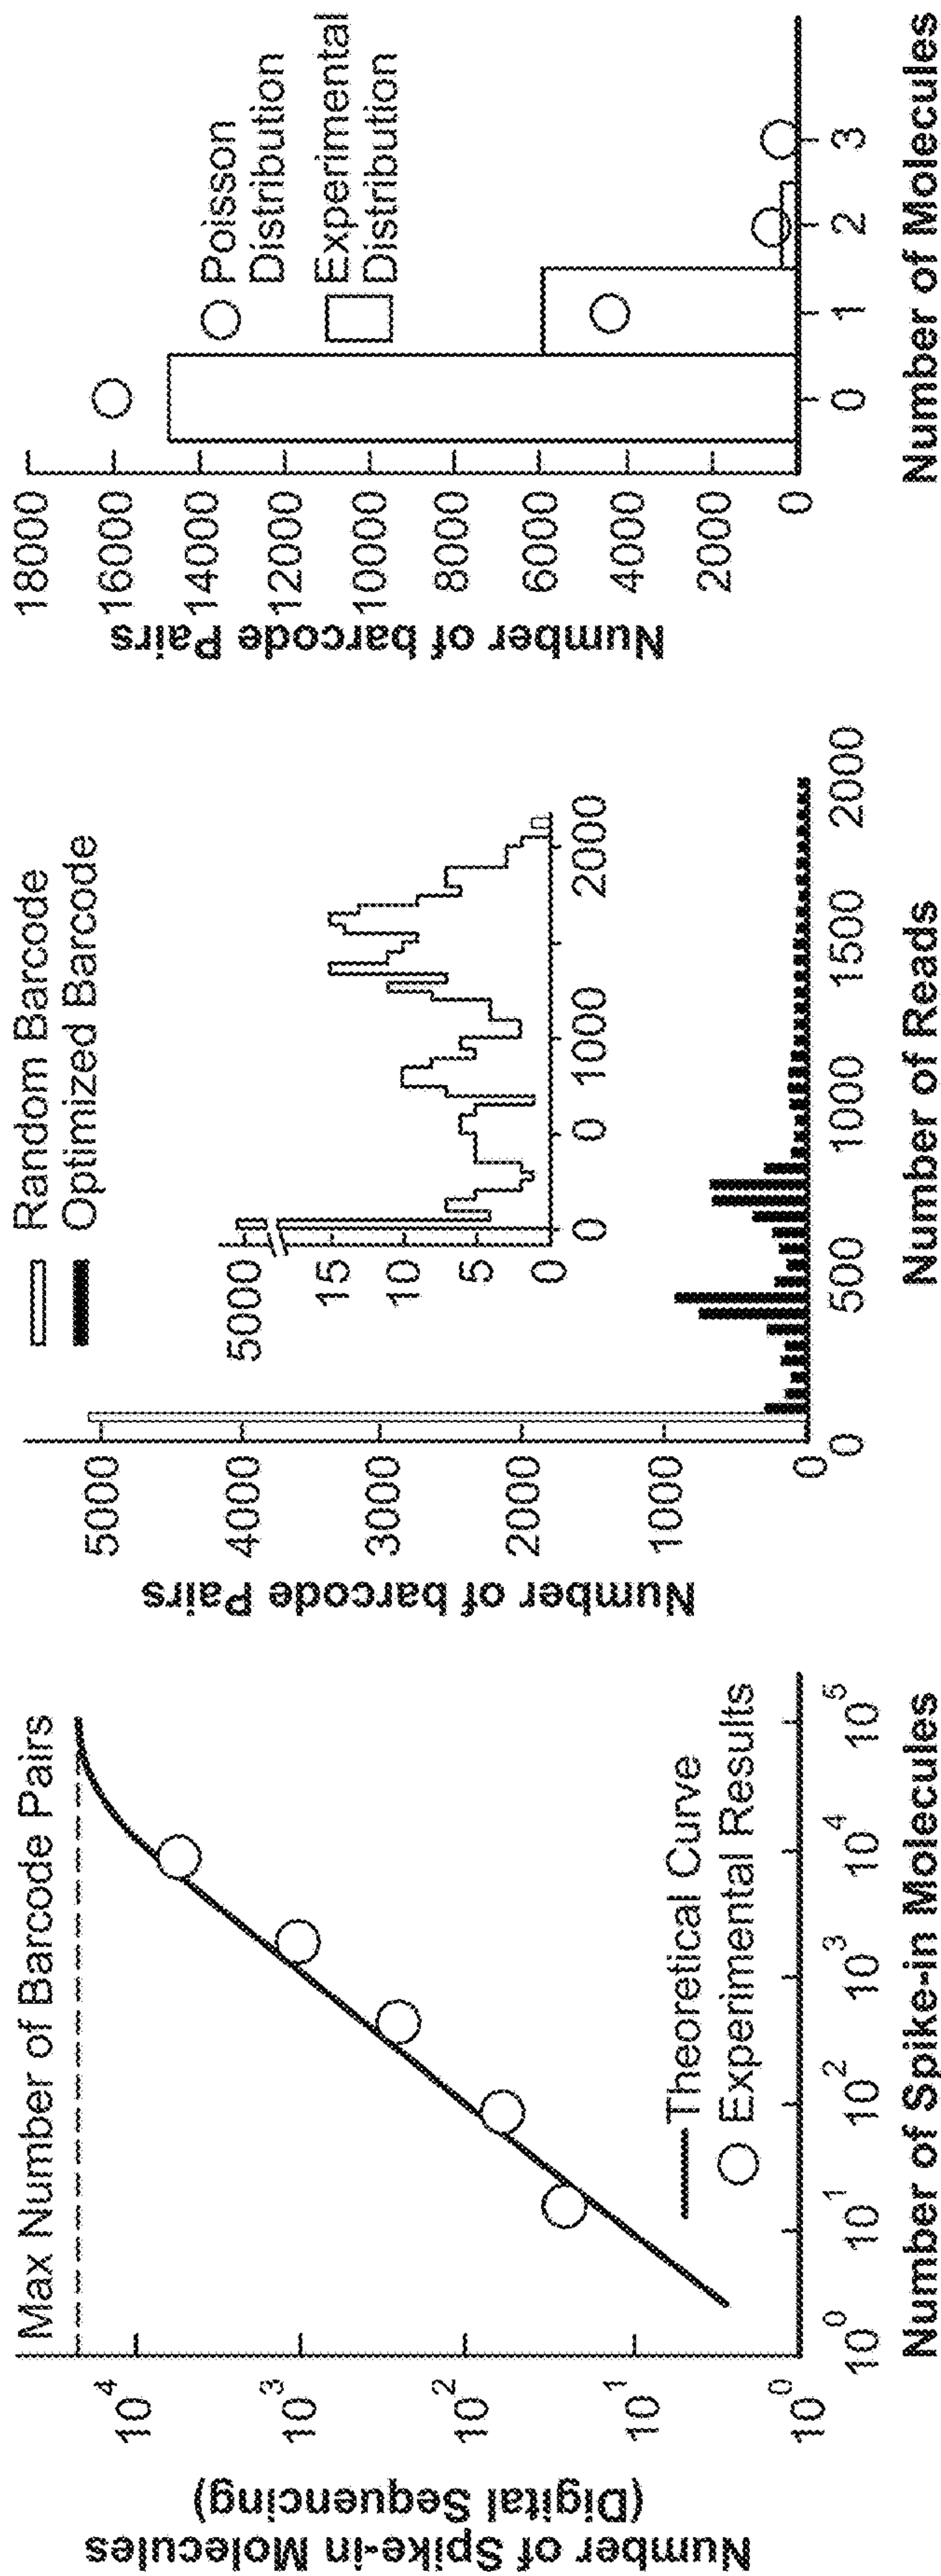 Max Number of Barcode Pairs
10^4
10^3
10^2
10^1
10^0
Number of Spike-in Molecules
(Digital Sequencing)
Theoretical Curve
Experimental Results
10^0
10^1
10^2
10^3
10^4
10^5
Number of Spike-in Molecules
Random Barcode
Optimized Barcode
5000
4000
3000
2000
1000
0
Number of barcode Pairs
5000
15
10
5
0
0
0
1000
2000
0
500
1000
1500
2000
Number of Reads
18000
16000
14000
12000
10000
8000
6000
4000
2000
0
Number of barcode Pairs
Poisson
Distribution
Experimental
Distribution
0
1
2
3
Number of Molecules